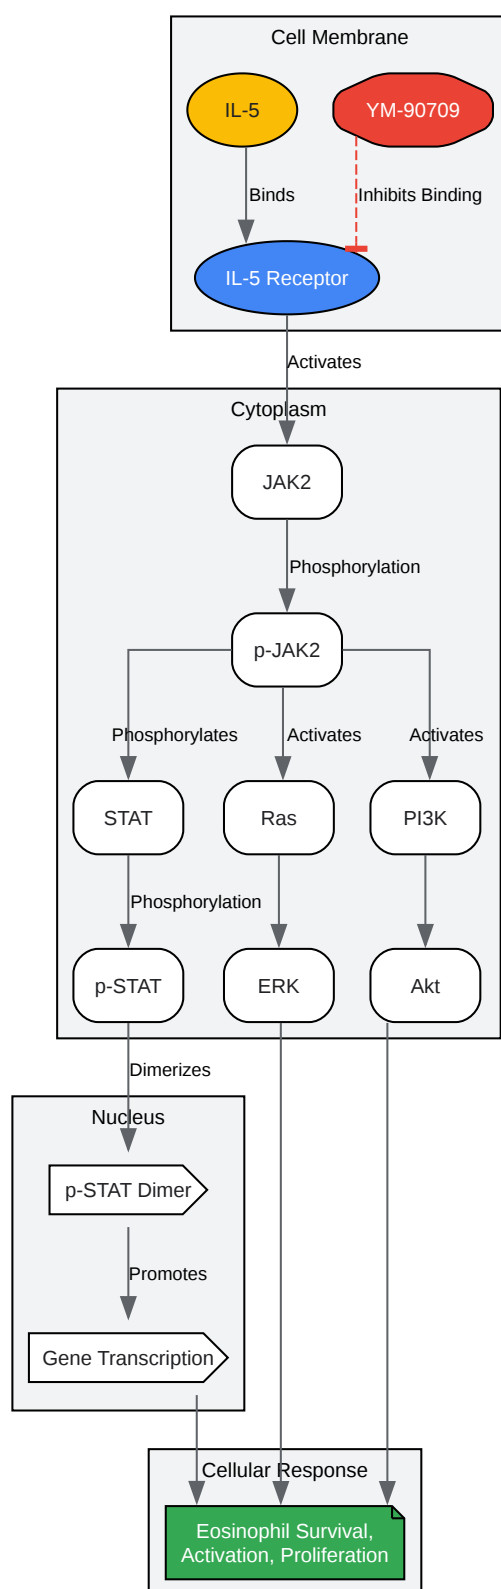 Cell Membrane
IL-5
YM-90709
Binds
Inhibits Binding
IL-5 Receptor
Activates
Cytoplasm
JAK2
Phosphorylation
p-JAK2
Phosphorylates
Activates
Activates
STAT
Ras
PI3K
Phosphorylation
p-STAT
ERK
Akt
Dimerizes
Nucleus
p-STAT Dimer
Promotes
Gene Transcription
Cellular Response
Eosinophil Survival,
Activation, Proliferation